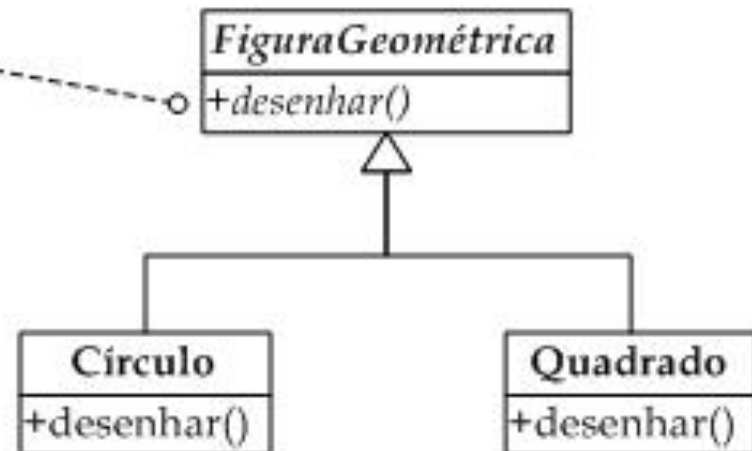 FiguraGeométrica
+desenhar()
Círculo
+desenhar()
Quadrado
+desenhar()